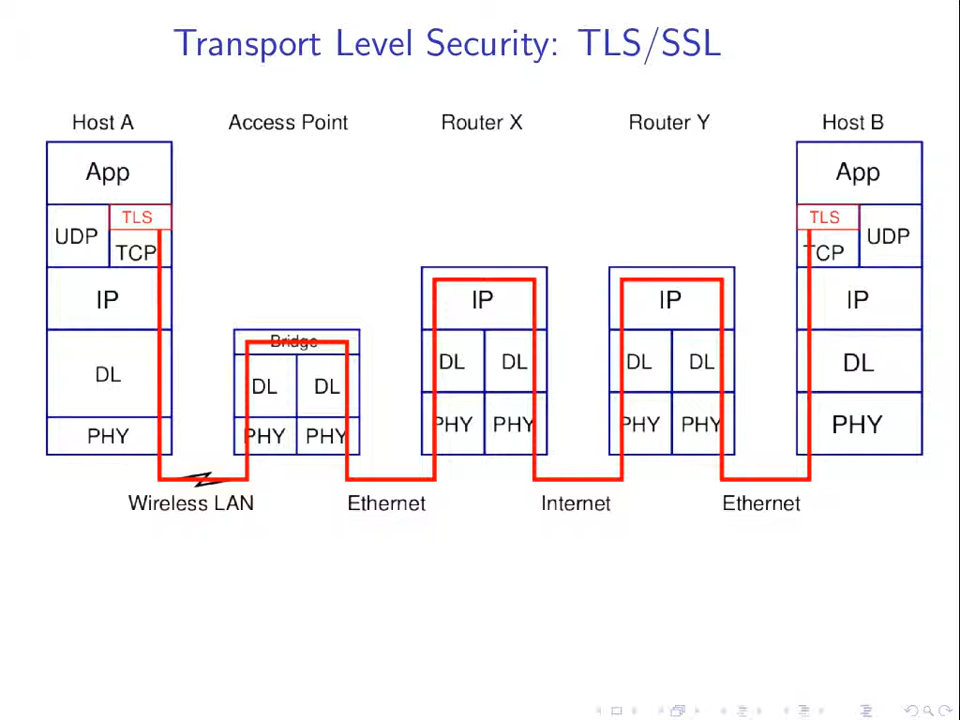 Transport Level Security: TLS/SSL
Host A Access Point Router X Router Y Host B
App App
TLS TLS
UDP TCP TCP UDP
IP IP IP IP
Bridge
DL DL DL DL DL DL DL DL
PHY PHY PHY PHY PHY PHY PHY PHY
Wireless LAN Ethernet Internet Ethernet